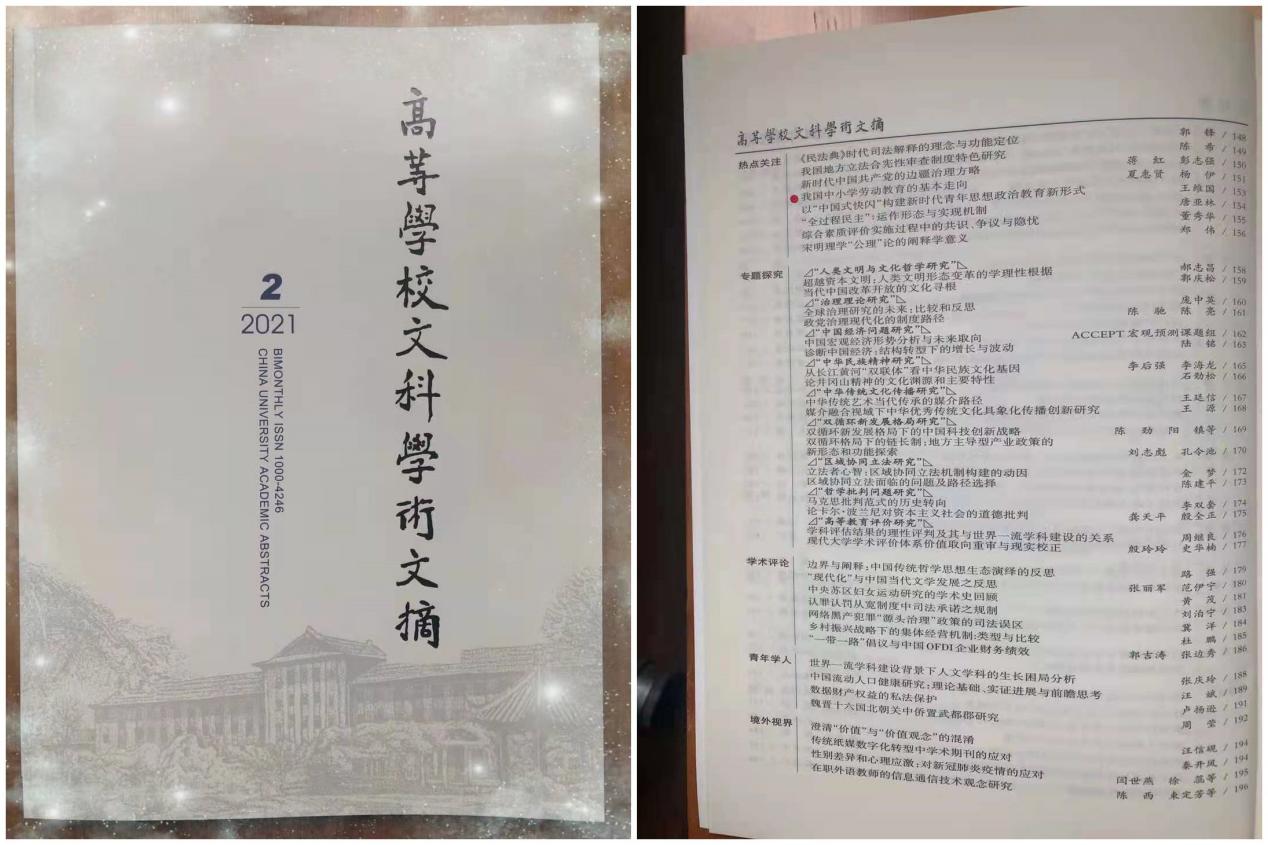 高等學校文科學術文摘
2
2021
BIMONTHLY ISSN 1000-4246
CHINA UNIVERSITY ACADEMIC ABSTRACTS
高等學校文科學術文摘
热点关注
《民法典》时代司法解释的理念与功能定位 郭 锋 / 148
我国地方立法合宪性审查制度特色研究 陈 希 / 149
新时代中国共产党的边疆治理方略 蒋 红 彭志强 / 150
我国中小学劳动教育的基本走向 夏惠贤 杨 伊 / 151
以“中国式快闪”构建新时代青年思想政治教育新形式 王维国 / 153
“全过程民主”：运作形态与实现机制 唐亚林 / 154
综合素质评价实施过程中的共识、争议与隐忧 董秀华 / 155
宋明理学“公理”论的阐释学意义 郑 伟 / 156
专题探究
“人类文明与文化哲学研究”
超越资本文明：人类文明形态变革的学理性根据 郝志昌 / 158
当代中国改革开放的文化寻根 郭庆松 / 159
“治理理论研究”
全球治理研究的未来：比较和反思 庞中英 / 160
政党治理现代化的制度路径 陈 驰 陈 亮 / 161
“中国经济问题研究”
中国宏观经济形势分析与未来取向 ACCEPT宏观预测课题组 / 162
诊断中国经济：结构转型下的增长与波动 陆 铭 / 163
“中华民族精神研究”
从长江黄河“双联体”看中华民族文化基因 李后强 李海龙 / 165
论井冈山精神的文化渊源和主要特性 石劲松 / 166
“中华传统文化传播研究”
中华传统艺术当代传承的媒介路径 王廷信 / 167
媒介融合视域下中华优秀传统文化具象化传播创新研究 王 源 / 168
“双循环新发展格局研究”
双循环新发展格局下的中国科技创新战略 陈 劲 阳 镇等 / 169
双循环格局下的链长制：地方主导型产业政策的
新形态和功能探索 刘志彪 孔令池 / 170
“区域协同立法研究”
立法者心智：区域协同立法机制构建的动因 金 梦 / 172
区域协同立法面临的问题及路径选择 陈建平 / 173
“哲学批判问题研究”
马克思批判范式的历史转向 李双套 / 174
论卡尔·波兰尼对资本主义社会的道德批判 龚天平 殷全正 / 175
“高等教育评价研究”
学科评估结果的理性评判及其与世界一流学科建设的关系 周继良 / 176
现代大学学术评价体系价值取向重审与现实校正 殷玲玲 史华楠 / 177
学术评论
边界与阐释：中国传统哲学思想生态演绎的反思 路 强 / 179
“现代化”与中国当代文学发展之反思 张丽军 范伊宁 / 180
中央苏区妇女运动研究的学术史回顾 黄 茂 / 181
认罪认罚从宽制度中司法承诺之规制 刘泊宁 / 183
网络黑产犯罪“源头治理”政策的司法误区 冀 洋 / 184
乡村振兴战略下的集体经营机制：类型与比较 杜 鹏 / 185
“一带一路”倡议与中国OFDI企业财务绩效 郭吉涛 张边秀 / 186
青年学人
世界一流学科建设背景下人文学科的生长困局分析 张庆玲 / 188
中国流动人口健康研究：理论基础、实证进展与前瞻思考 汪 斌 / 189
数据财产权益的私法保护 卢扬逊 / 191
魏晋十六国北朝关中侨置武都郡研究 周 莹 / 192
境外视界
澄清“价值”与“价值观念”的混淆 汪信砚 / 194
传统纸媒数字化转型中学术期刊的应对 秦开凤 / 194
性别差异和心理应激：对新冠肺炎疫情的应对 闫世燕 徐 蕊等 / 195
在职外语教师的信息通信技术观念研究 陈 西 束定芳等 / 196